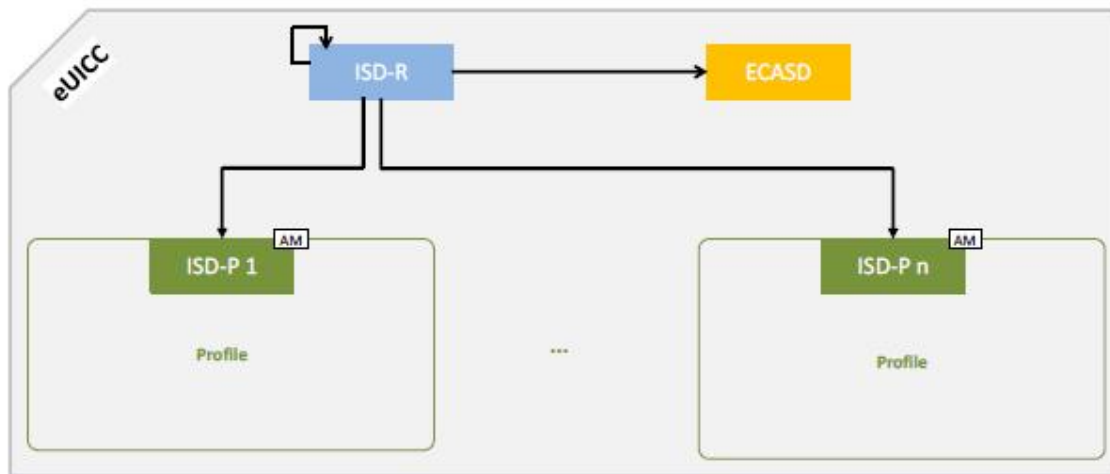 eUICC
ISD-R
ECASD
AM
ISD-P 1
Profile
...
AM
ISD-P n
Profile